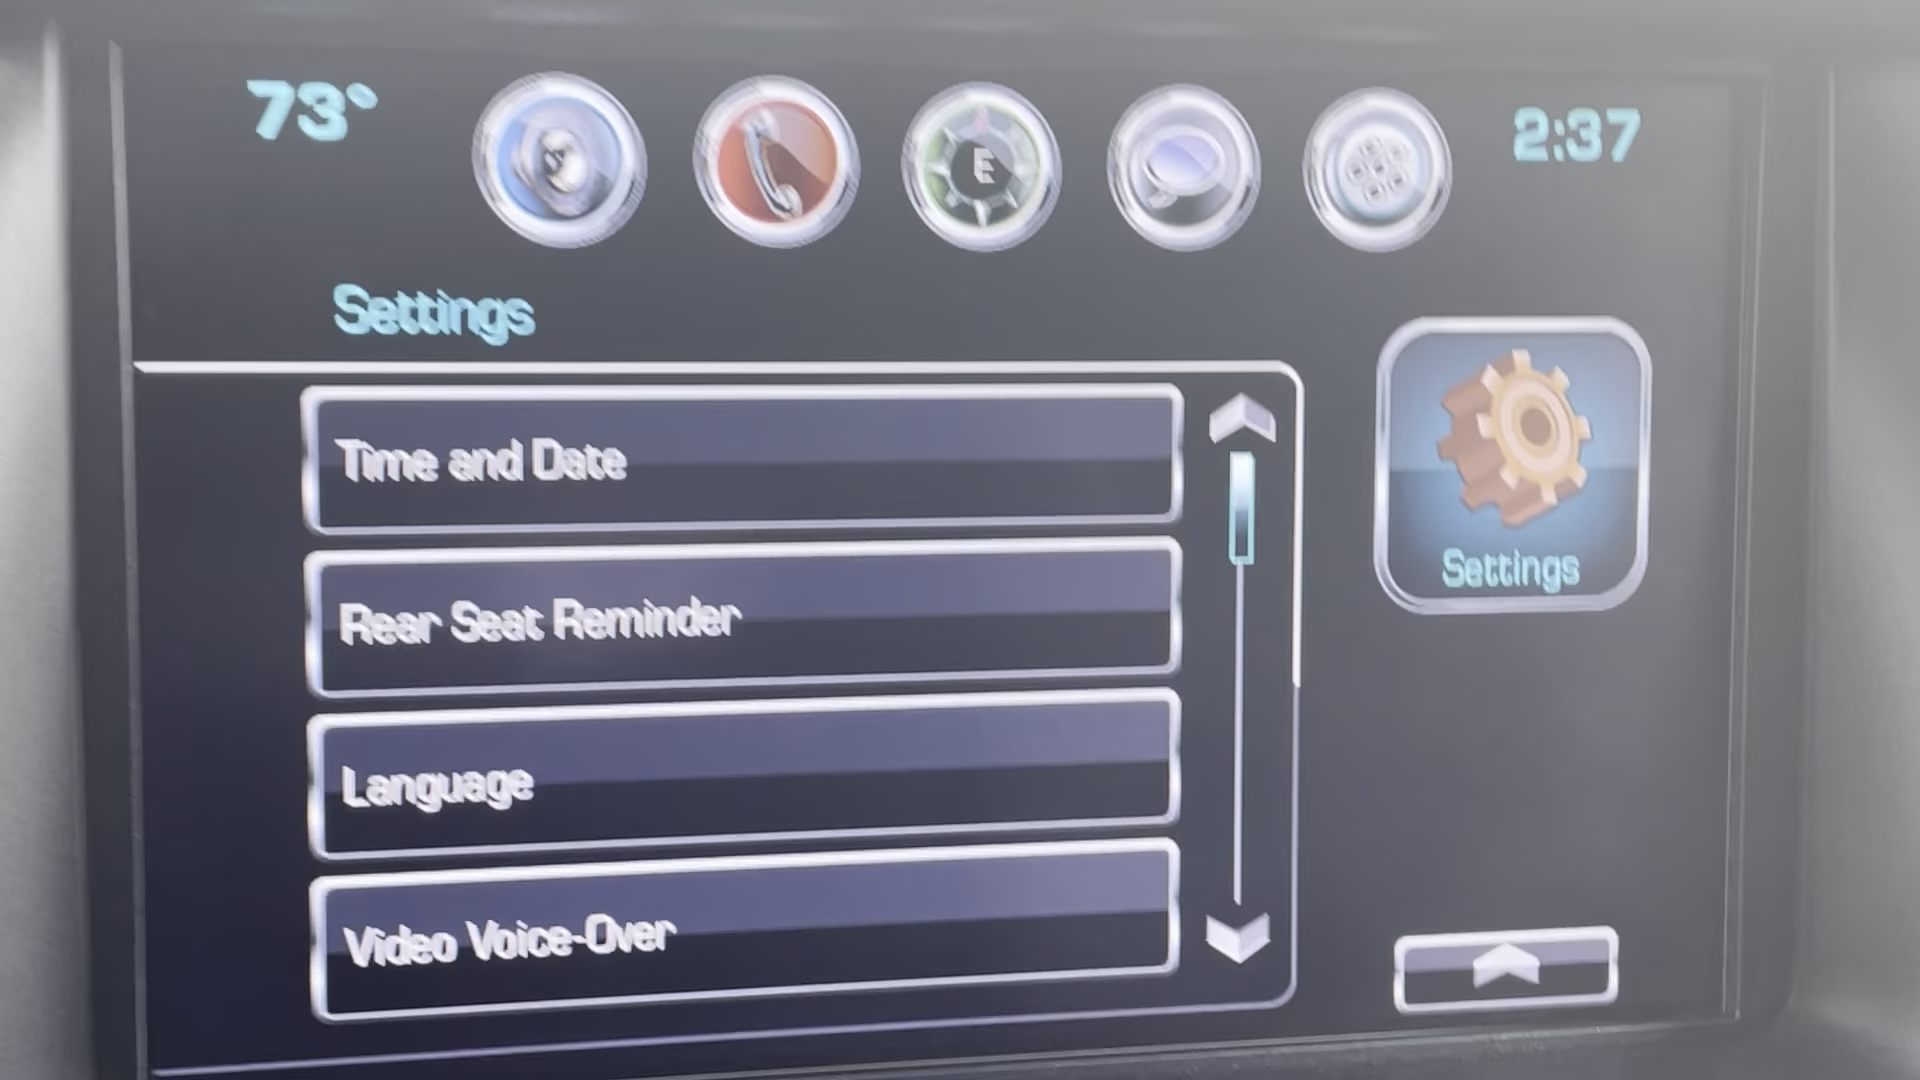 73°
E
2:37
Settings
Time and Date
Rear Seat Reminder
Language
Video Voice-Over
Settings